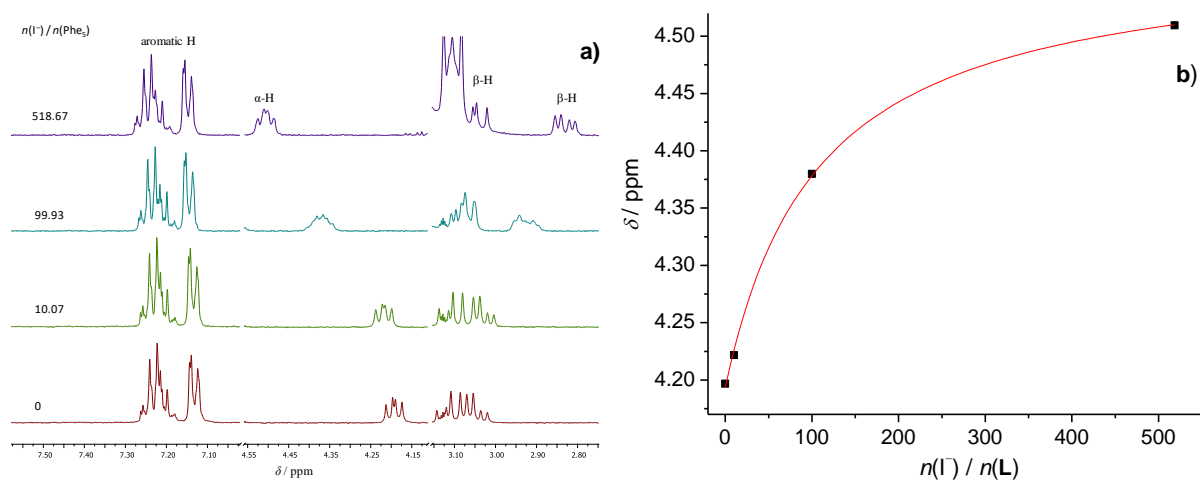 n(I⁻) / n(Phe₅)
aromatic H
a)
β-H
α-H
β-H
518.67
99.93
10.07
0
7.50 7.40 7.30 7.20 7.10 4.55 4.45 4.35 4.25 4.15 3.10 3.00 2.90 2.80
δ / ppm
b)
4.50
4.45
4.40
4.35
4.30
4.25
4.20
δ / ppm
0 100 200 300 400 500
n(I⁻) / n(L)